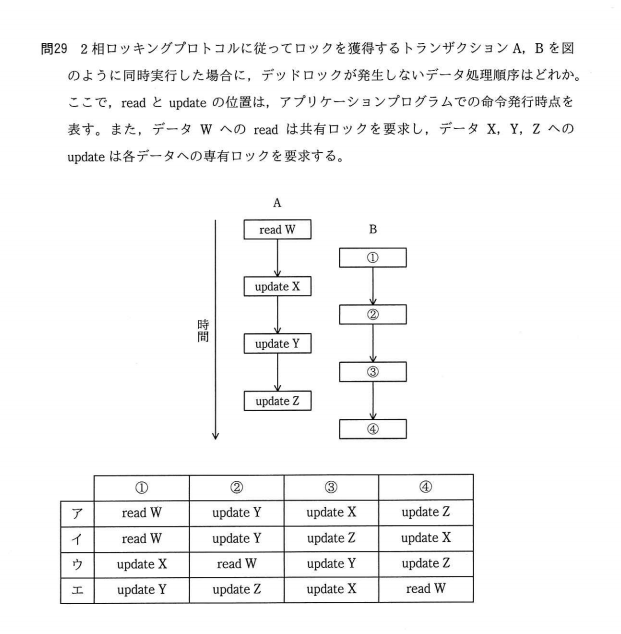 問29 2相ロッキングプロトコルに従ってロックを獲得するトランザクション A，B を図
のように同時実行した場合に，デッドロックが発生しないデータ処理順序はどれか。
ここで，read と update の位置は，アプリケーションプログラムでの命令発行時点を
表す。また，データ W への read は共有ロックを要求し，データ X，Y，Z への
update は各データへの専有ロックを要求する。
A
read W
B
①
update X
②
時間
update Y
③
update Z
④
① ② ③ ④
ア read W update Y update X update Z
イ read W update Y update Z update X
ウ update X read W update Y update Z
エ update Y update Z update X read W